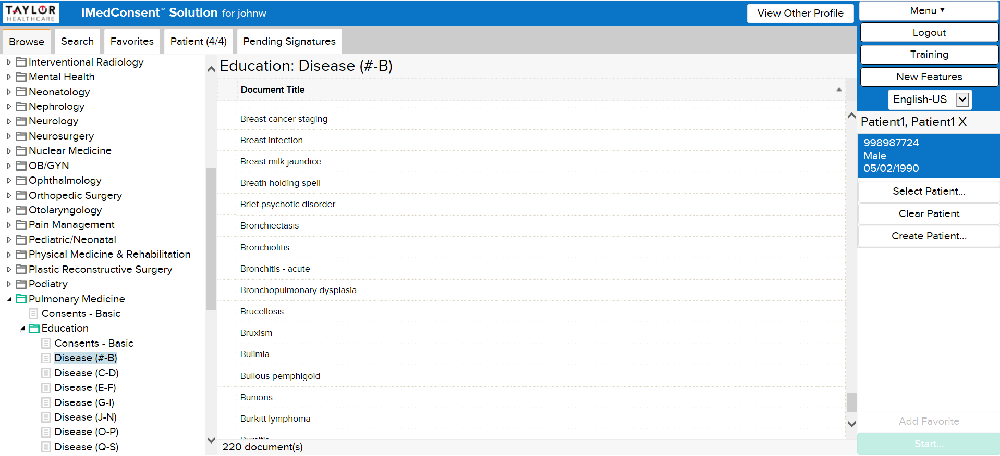 TAYLOR
HEALTHCARE
iMedConsent™ Solution for johnw
View Other Profile
Menu ▼
Logout
Training
New Features
English-US
Browse
Search
Favorites
Patient (4/4)
Pending Signatures
Interventional Radiology
Mental Health
Neonatology
Nephrology
Neurology
Neurosurgery
Nuclear Medicine
OB/GYN
Ophthalmology
Orthopedic Surgery
Otolaryngology
Pain Management
Pediatric/Neonatal
Physical Medicine & Rehabilitation
Plastic Reconstructive Surgery
Podiatry
Pulmonary Medicine
Consents - Basic
Education
Consents - Basic
Disease (#-B)
Disease (C-D)
Disease (E-F)
Disease (G-I)
Disease (J-N)
Disease (O-P)
Disease (Q-S)
Education: Disease (#-B)
Document Title
Breast cancer staging
Breast infection
Breast milk jaundice
Breath holding spell
Brief psychotic disorder
Bronchiectasis
Bronchiolitis
Bronchitis - acute
Bronchopulmonary dysplasia
Brucellosis
Bruxism
Bulimia
Bullous pemphigoid
Bunions
Burkitt lymphoma
220 document(s)
Patient1, Patient1 X
998987724
Male
05/02/1990
Select Patient...
Clear Patient
Create Patient...
Add Favorite
Start...